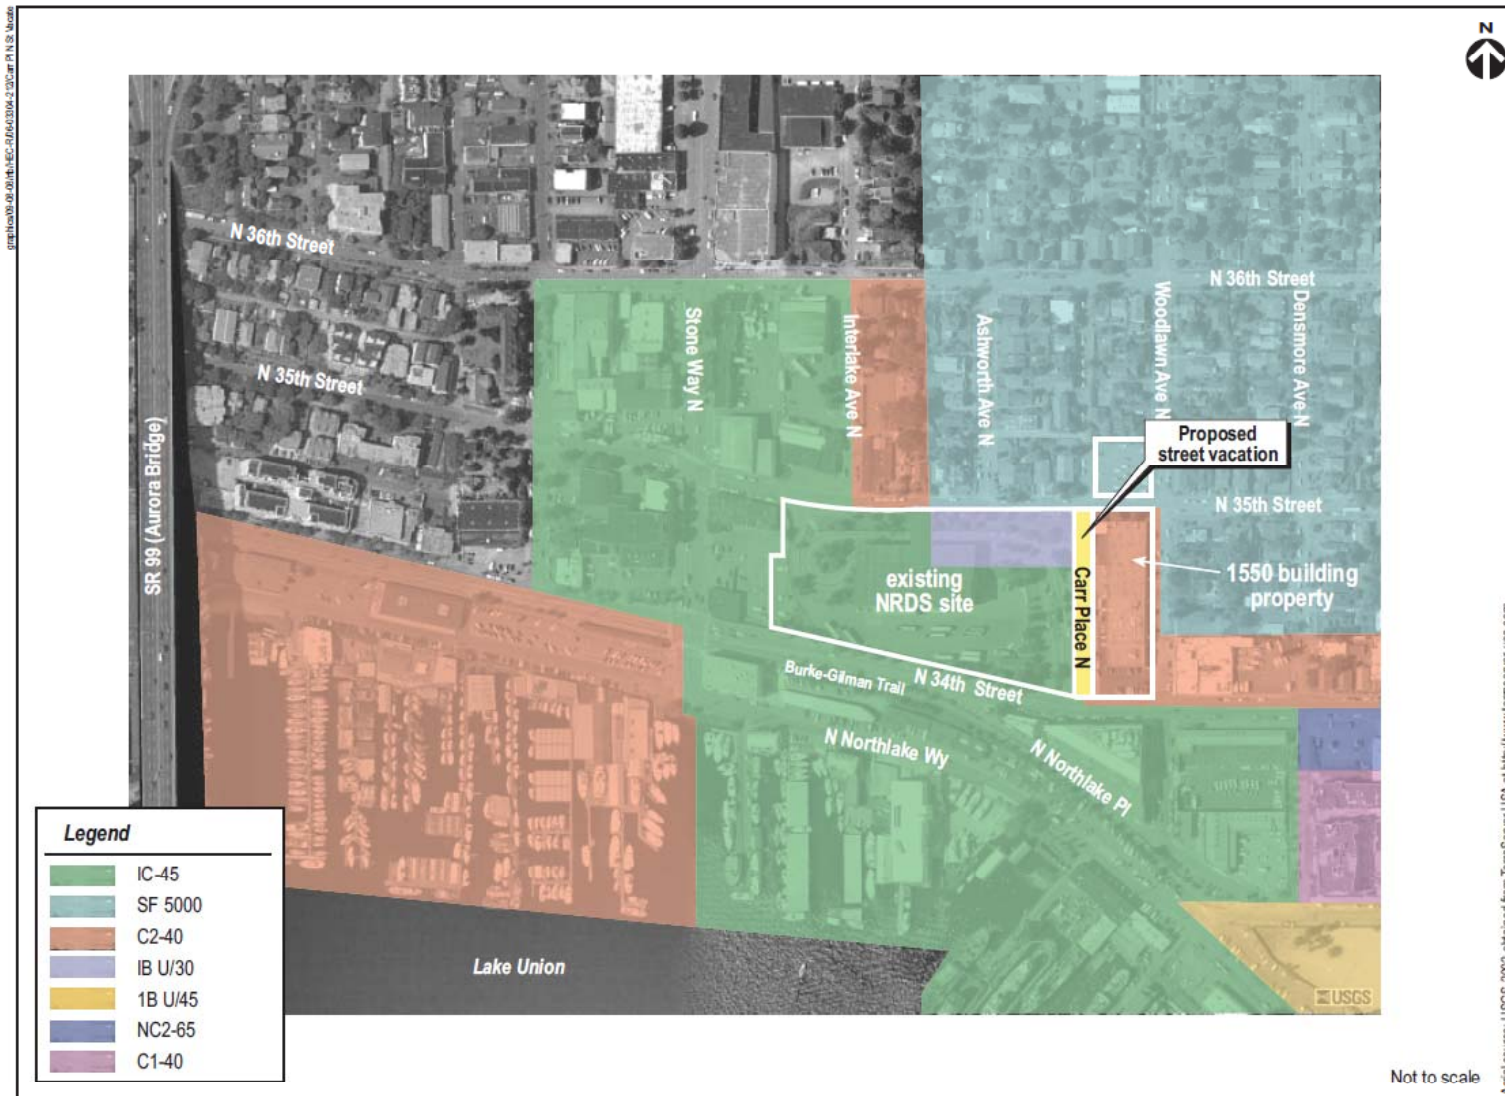 N
N 36th Street
N 36th Street
Stone Way N
Interlake Ave N
Ashworth Ave N
Woodlawn Ave N
Densmore Ave N
N 35th Street
SR 99 (Aurora Bridge)
Proposed
street vacation
N 35th Street
existing
NRDS site
Carr Place N
1550 building
property
Burke-Gilman Trail
N 34th Street
N Northlake Wy
N Northlake Pl
Legend
IC-45
SF 5000
C2-40
IB U/30
1B U/45
NC2-65
C1-40
Lake Union
USGS
Not to scale